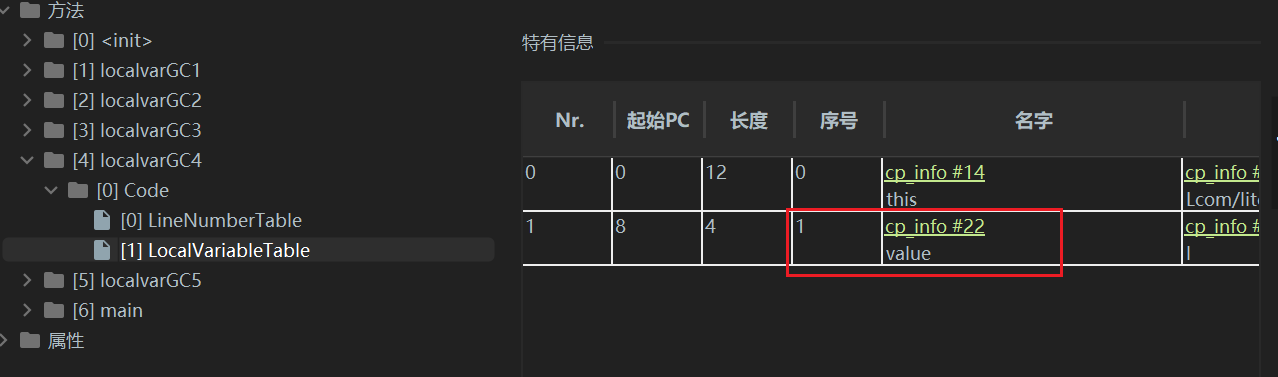 方法
[0] <init>
[1] localvarGC1
[2] localvarGC2
[3] localvarGC3
[4] localvarGC4
[0] Code
[0] LineNumberTable
[1] LocalVariableTable
[5] localvarGC5
[6] main
属性
特有信息
Nr. 起始PC 长度 序号 名字
0 0 12 0 cp_info #14 cp_info #
this Lcom/lite
1 8 4 1 cp_info #22 cp_info #
value I